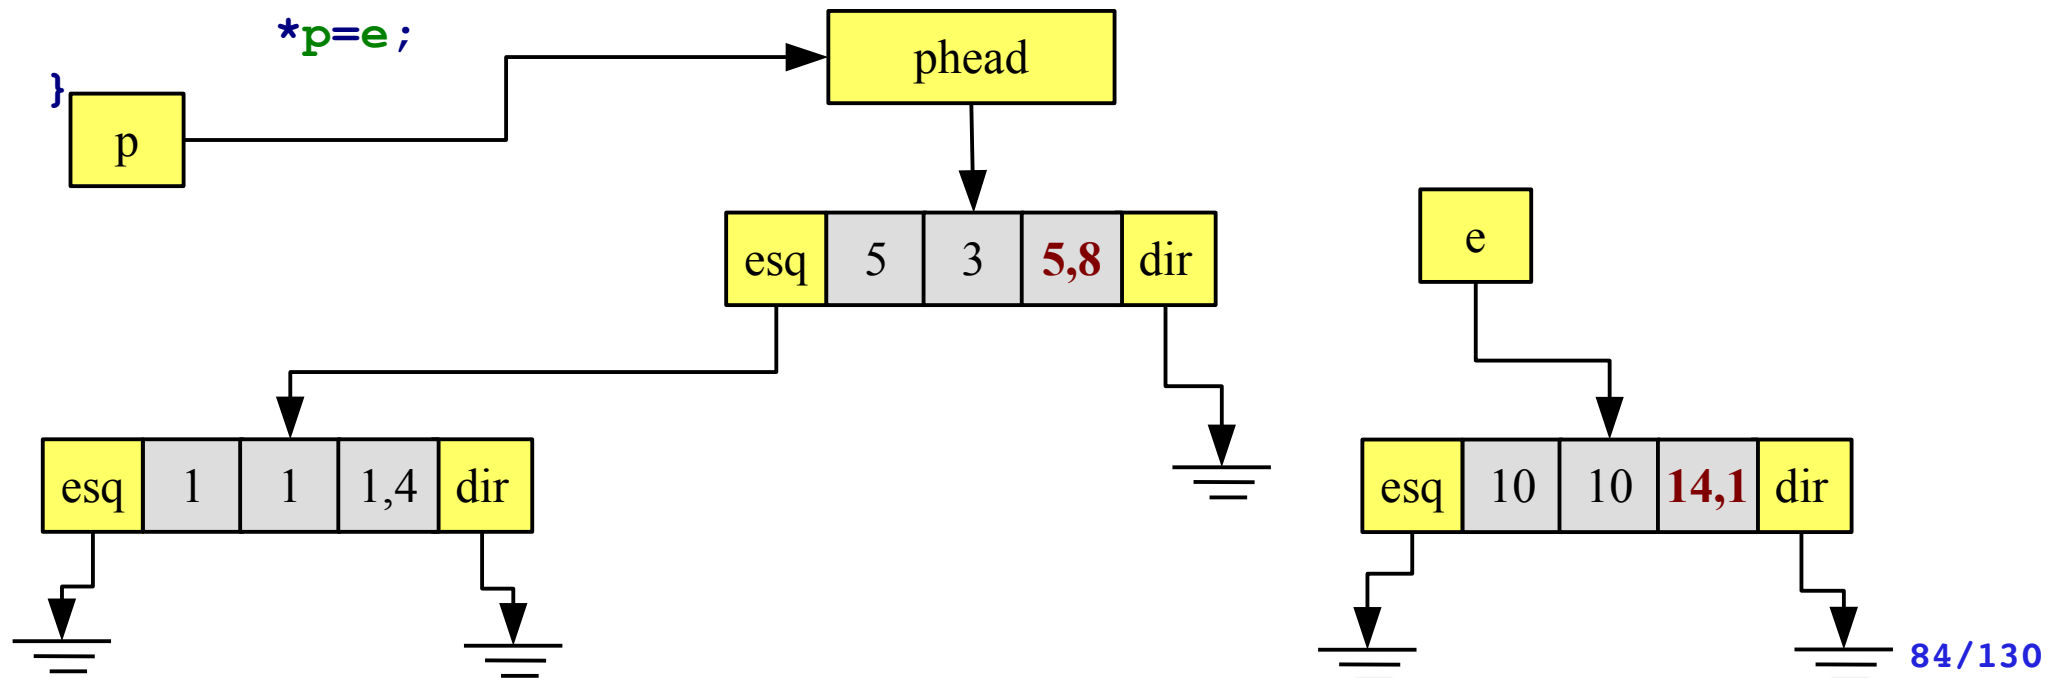 *p=e;
phead
}
p
e
esq 5 3 5,8 dir
esq 1 1 1,4 dir
esq 10 10 14,1 dir
84/130